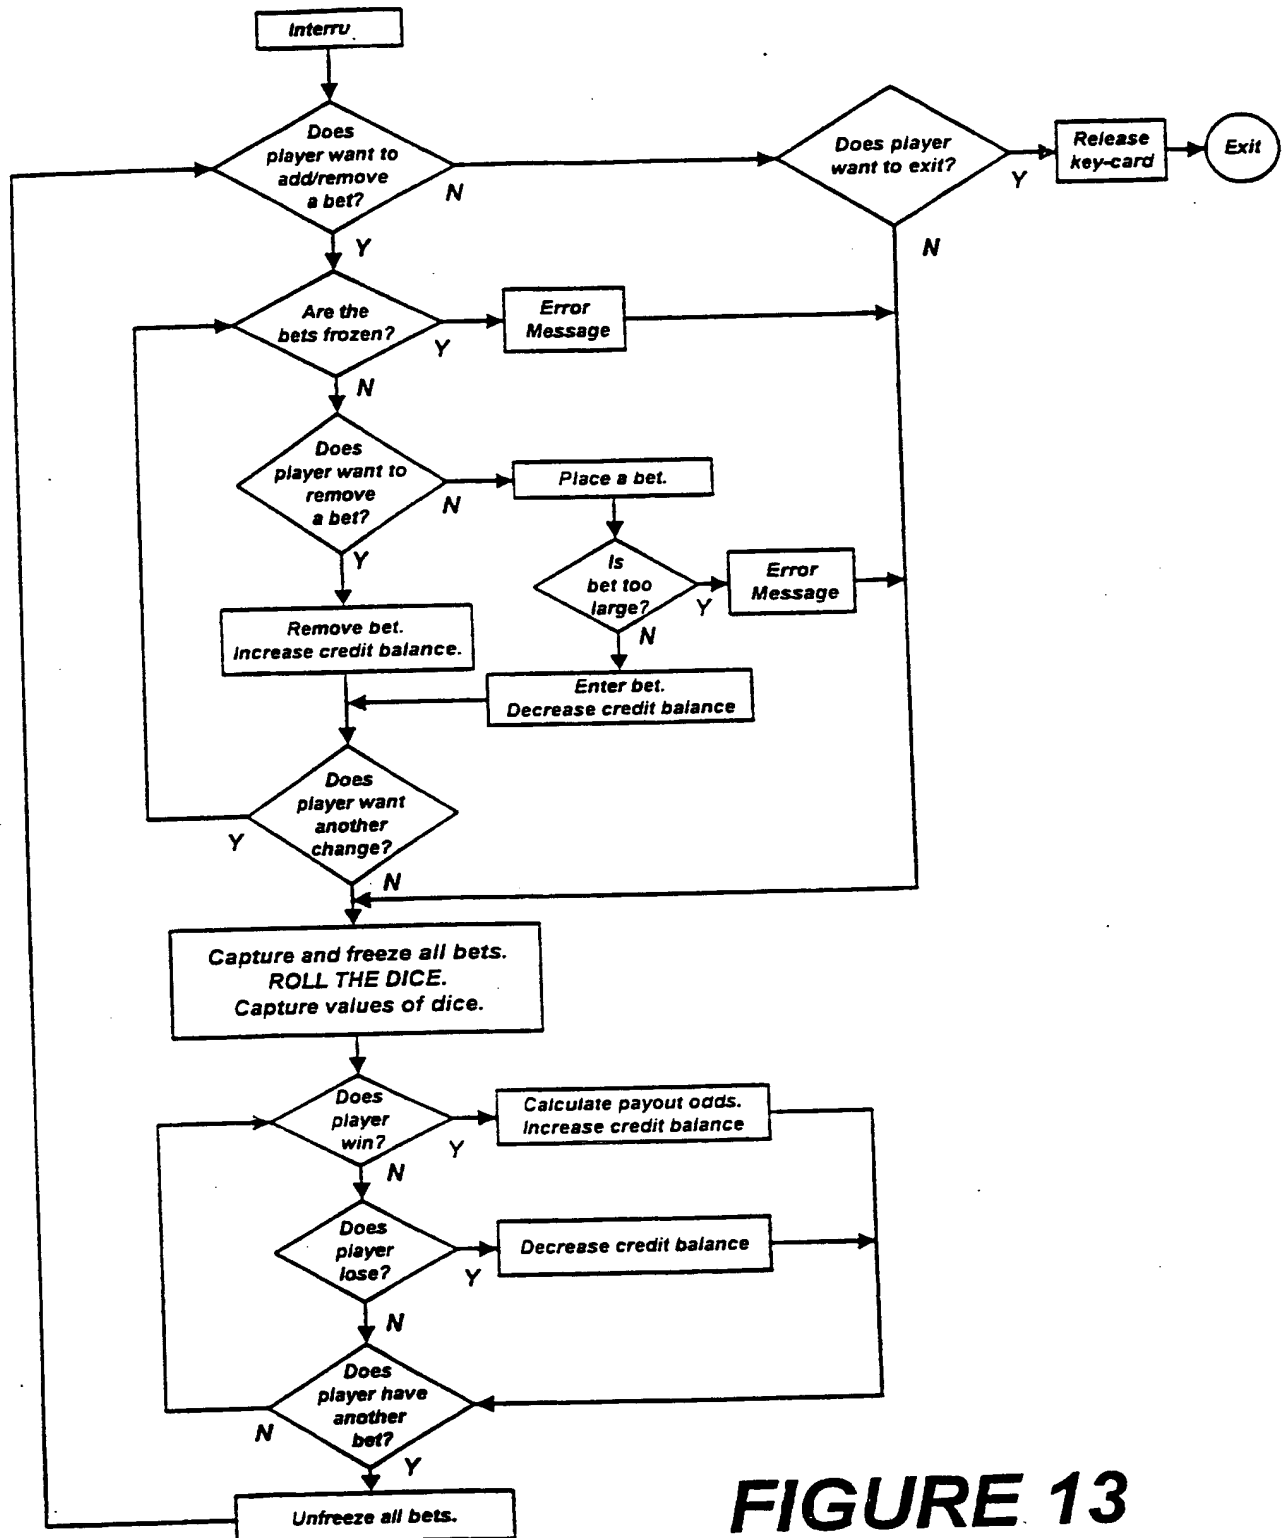 Interru
Does
player want to
add/remove
a bet?
N
Y
Does player
want to exit?
Y
N
Release
key-card
Exit
Are the
bets frozen?
Y
N
Error
Message
Does
player want to
remove
a bet?
N
Y
Place a bet.
Is
bet too
large?
Y
N
Error
Message
Remove bet.
Increase credit balance.
Enter bet.
Decrease credit balance
Does
player want
another
change?
Y
N
Capture and freeze all bets.
ROLL THE DICE.
Capture values of dice.
Does
player
win?
Y
N
Calculate payout odds.
Increase credit balance
Does
player
lose?
Y
N
Decrease credit balance
Does
player have
another
bet?
N
Y
Unfreeze all bets.
FIGURE 13